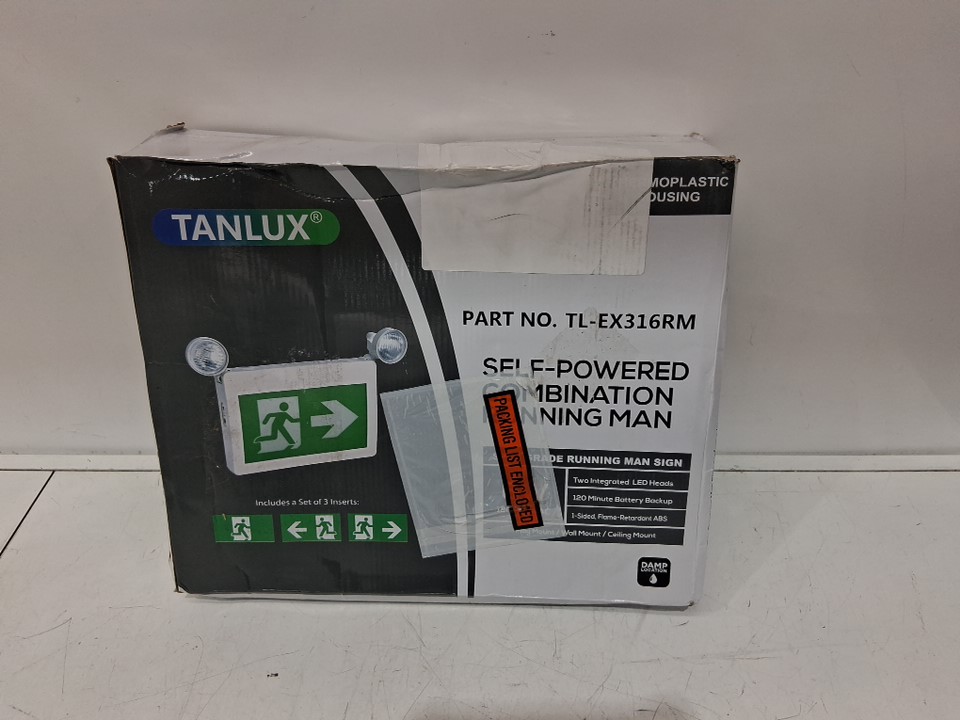 TANLUX®
MOPLASTIC
OUSING
PART NO. TL-EX316RM
SELF-POWERED
COMBINATION
RUNNING MAN
PACKING LIST ENCLOSED
GRADE RUNNING MAN SIGN
Two Integrated LED Heads
120 Minute Battery Backup
1-Sided, Flame-Retardant ABS
Wall Mount / Ceiling Mount
Includes a Set of 3 Inserts:
DAMP
LOCATION